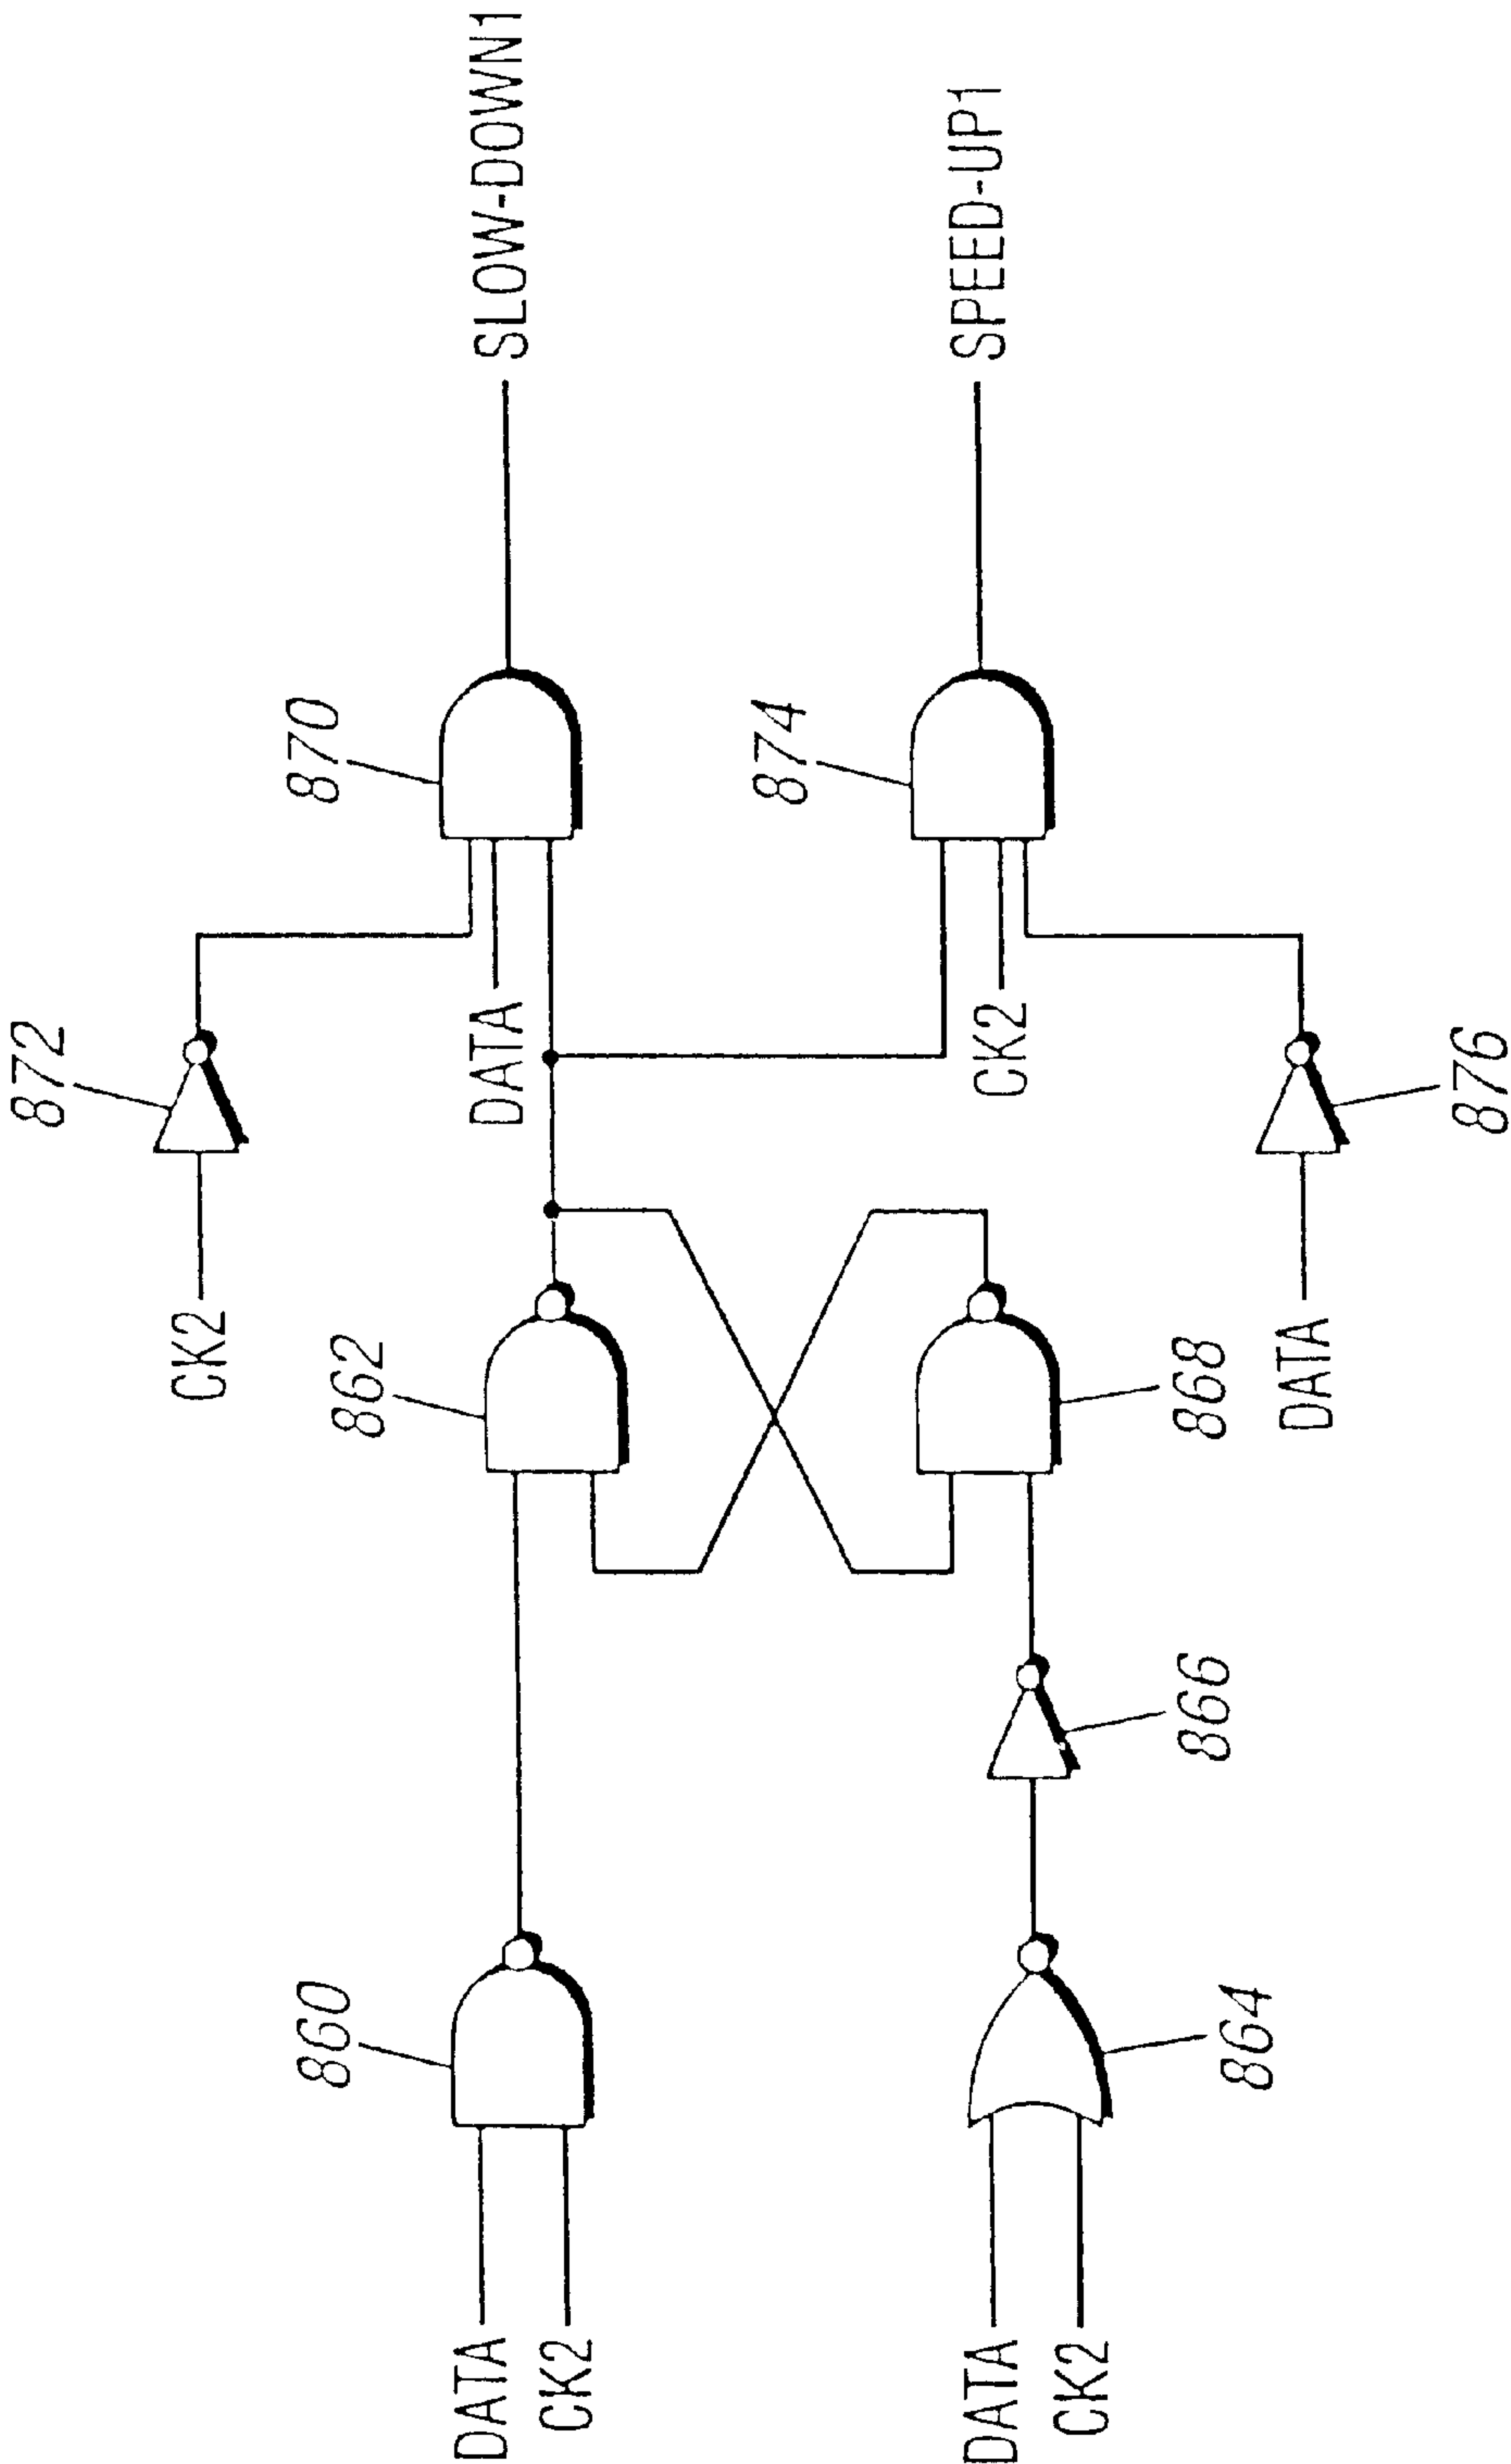 872
CK2
870
SLOW-DOWN1
DATA
862
860
DATA
CK2
874
SPEED-UP1
CK2
868
866
864
DATA
CK2
DATA
876